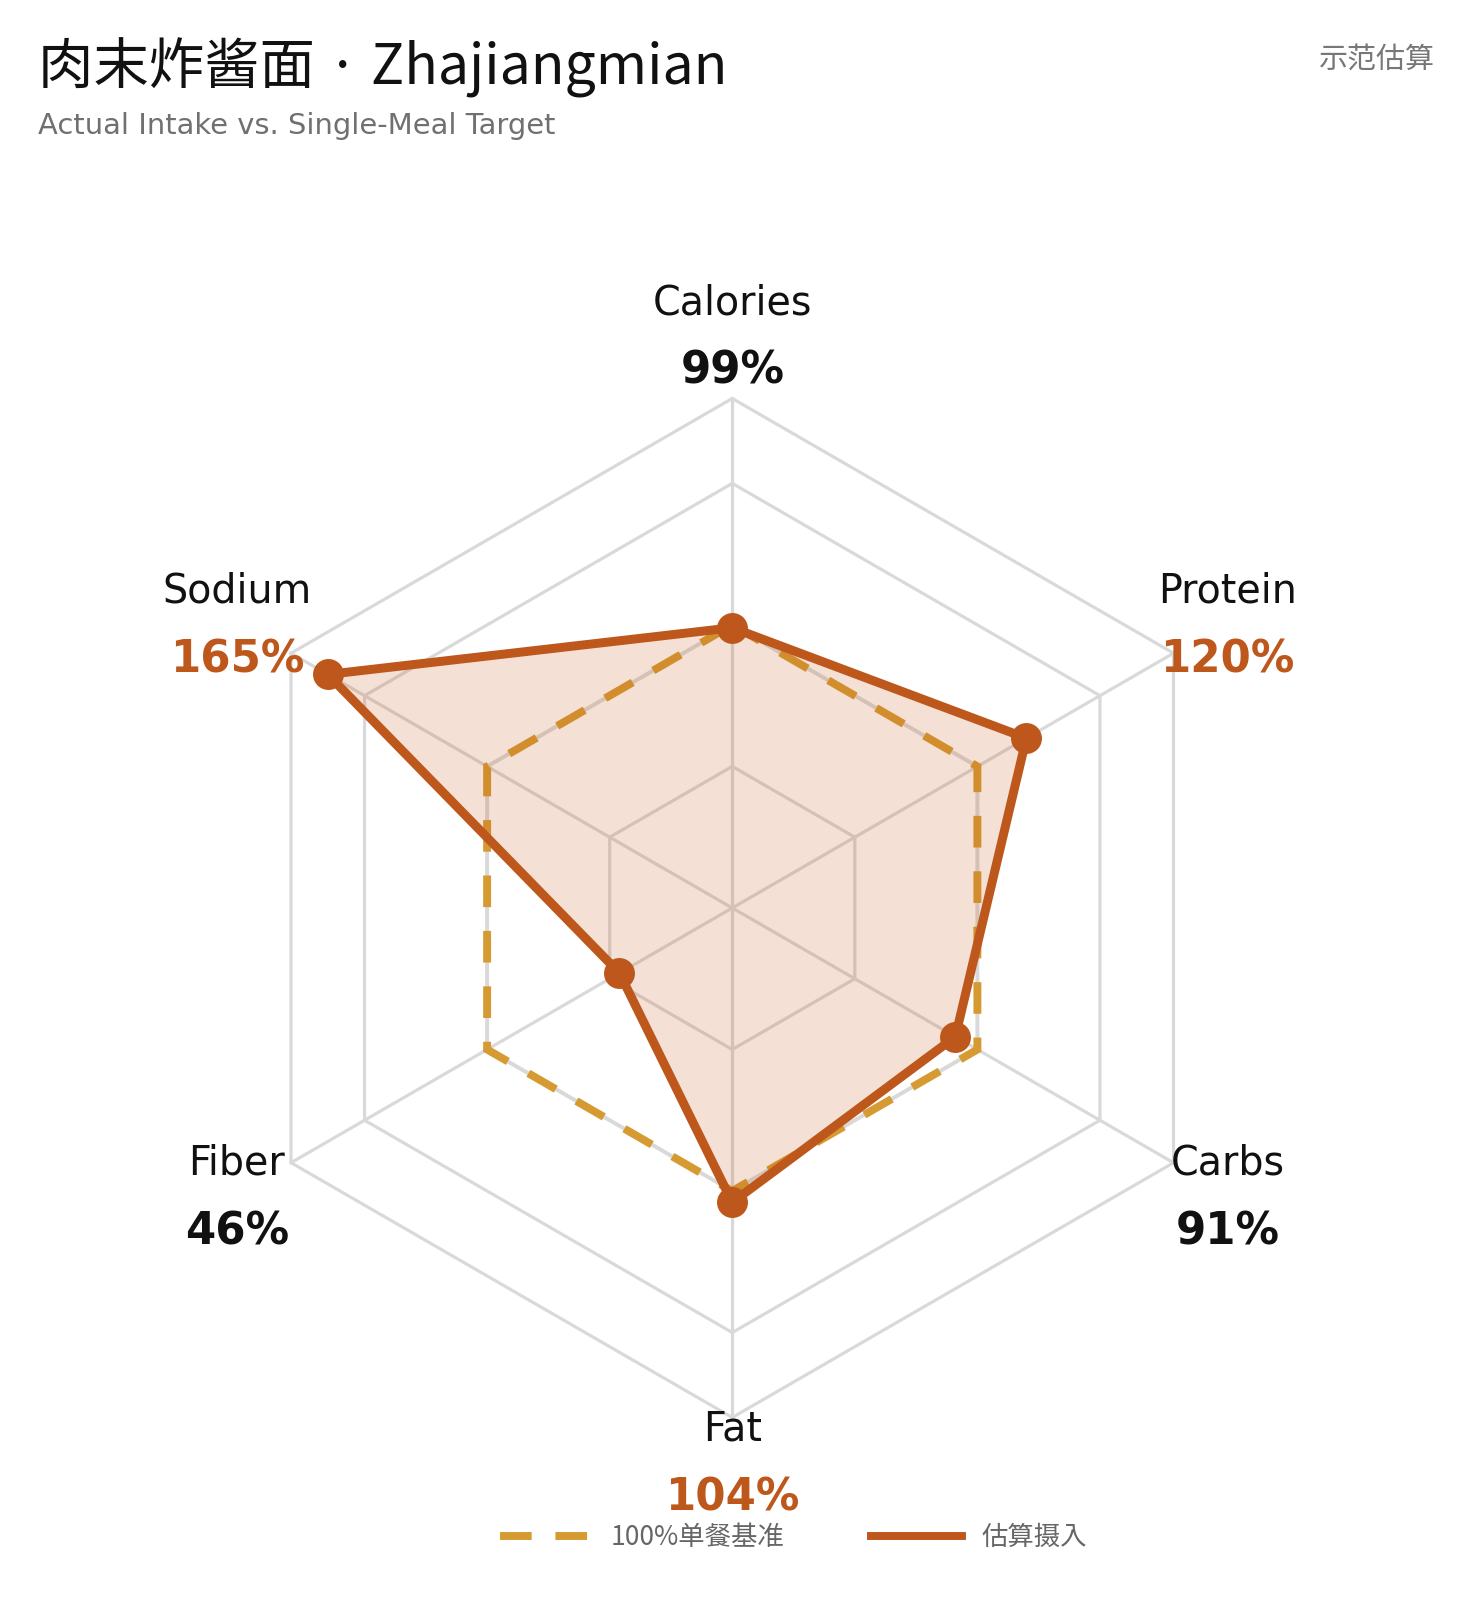 肉末炸酱面 · Zhajiangmian
示范估算
Actual Intake vs. Single-Meal Target
Calories
99%
Sodium
165%
Protein
120%
Fiber
46%
Carbs
91%
Fat
104%
100%单餐基准
估算摄入